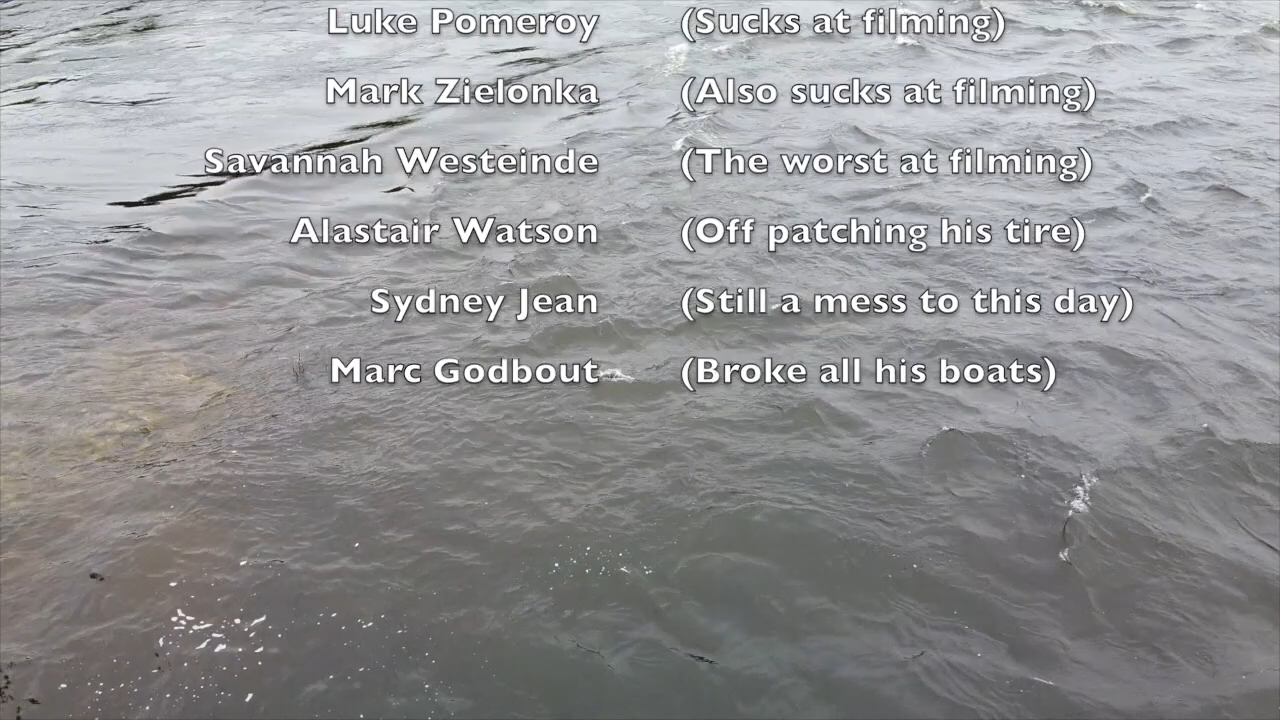 Luke Pomeroy (Sucks at filming)
Mark Zielonka (Also sucks at filming)
Savannah Westeinde (The worst at filming)
Alastair Watson (Off patching his tire)
Sydney Jean (Still a mess to this day)
Marc Godbout (Broke all his boats)